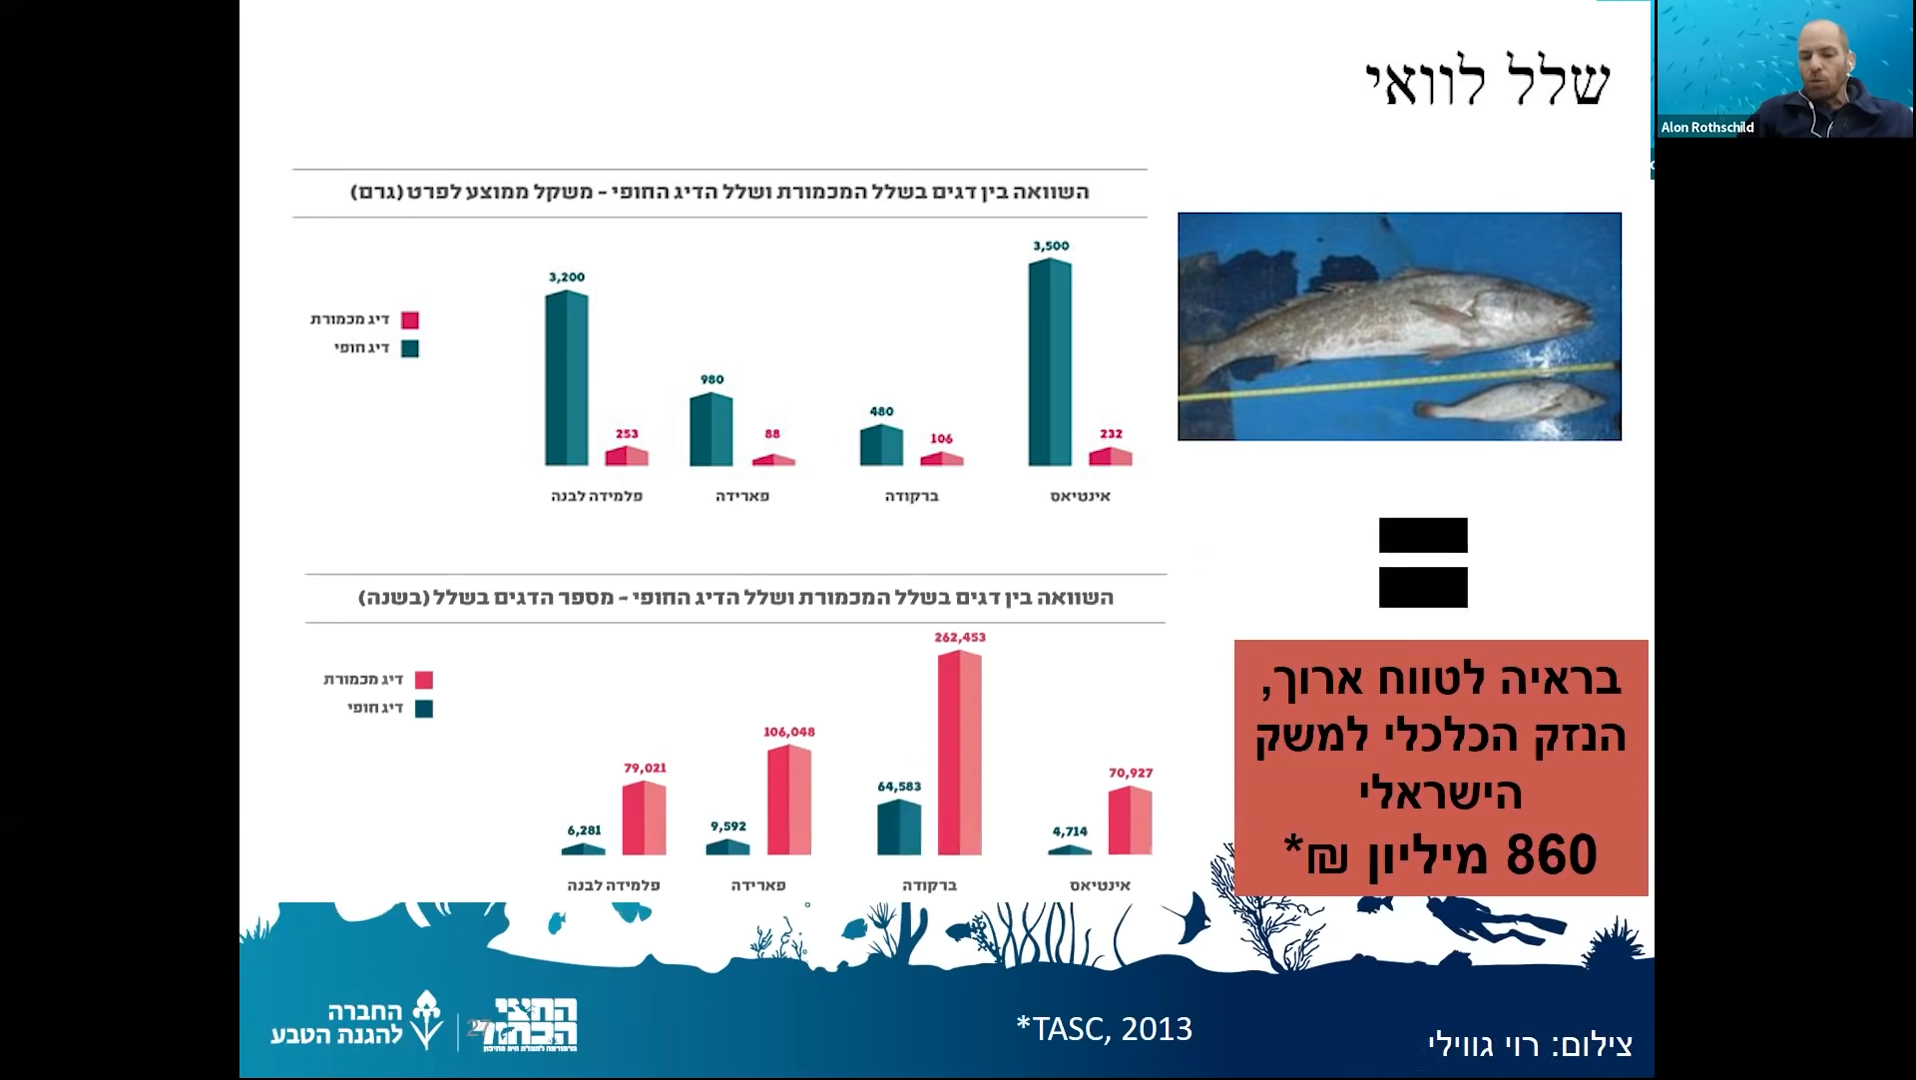 שלל לוואי
Alon Rothschild
השוואה בין דגים בשלל המכמורת ושלל הדיג החופי - משקל ממוצע לפרט (גרם)
דיג מכמורת
דיג חופי
3,200
253
980
88
480
106
3,500
232
פלמידה לבנה
פארידה
ברקודה
אינטיאס
השוואה בין דגים בשלל המכמורת ושלל הדיג החופי - מספר הדגים בשלל (בשנה)
דיג מכמורת
דיג חופי
6,281
79,021
9,592
106,048
64,583
262,453
4,714
70,927
פלמידה לבנה
פארידה
ברקודה
אינטיאס
בראיה לטווח ארוך,
הנזק הכלכלי למשק
הישראלי
860 מיליון ₪*
החברה
להגנת הטבע
27
החצי
הכחול
*TASC, 2013
צילום: רוי גווילי